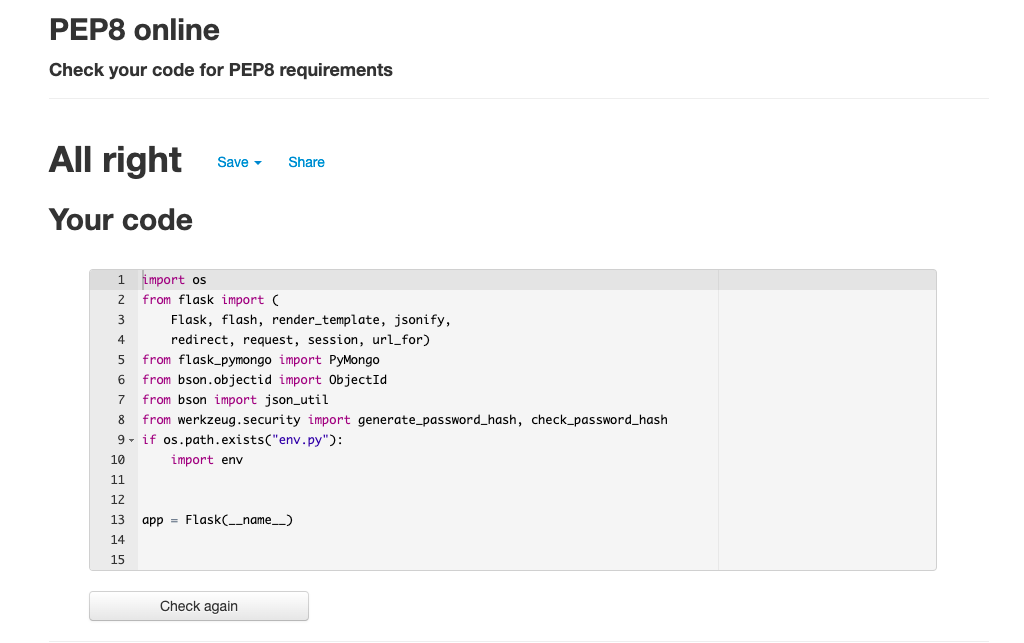 PEP8 online
Check your code for PEP8 requirements
All right Save Share
Your code
1 import os
2 from flask import (
3     Flask, flash, render_template, jsonify,
4     redirect, request, session, url_for)
5 from flask_pymongo import PyMongo
6 from bson.objectid import ObjectId
7 from bson import json_util
8 from werkzeug.security import generate_password_hash, check_password_hash
9 if os.path.exists("env.py"):
10     import env
11
12
13 app = Flask(__name__)
14
15
Check again